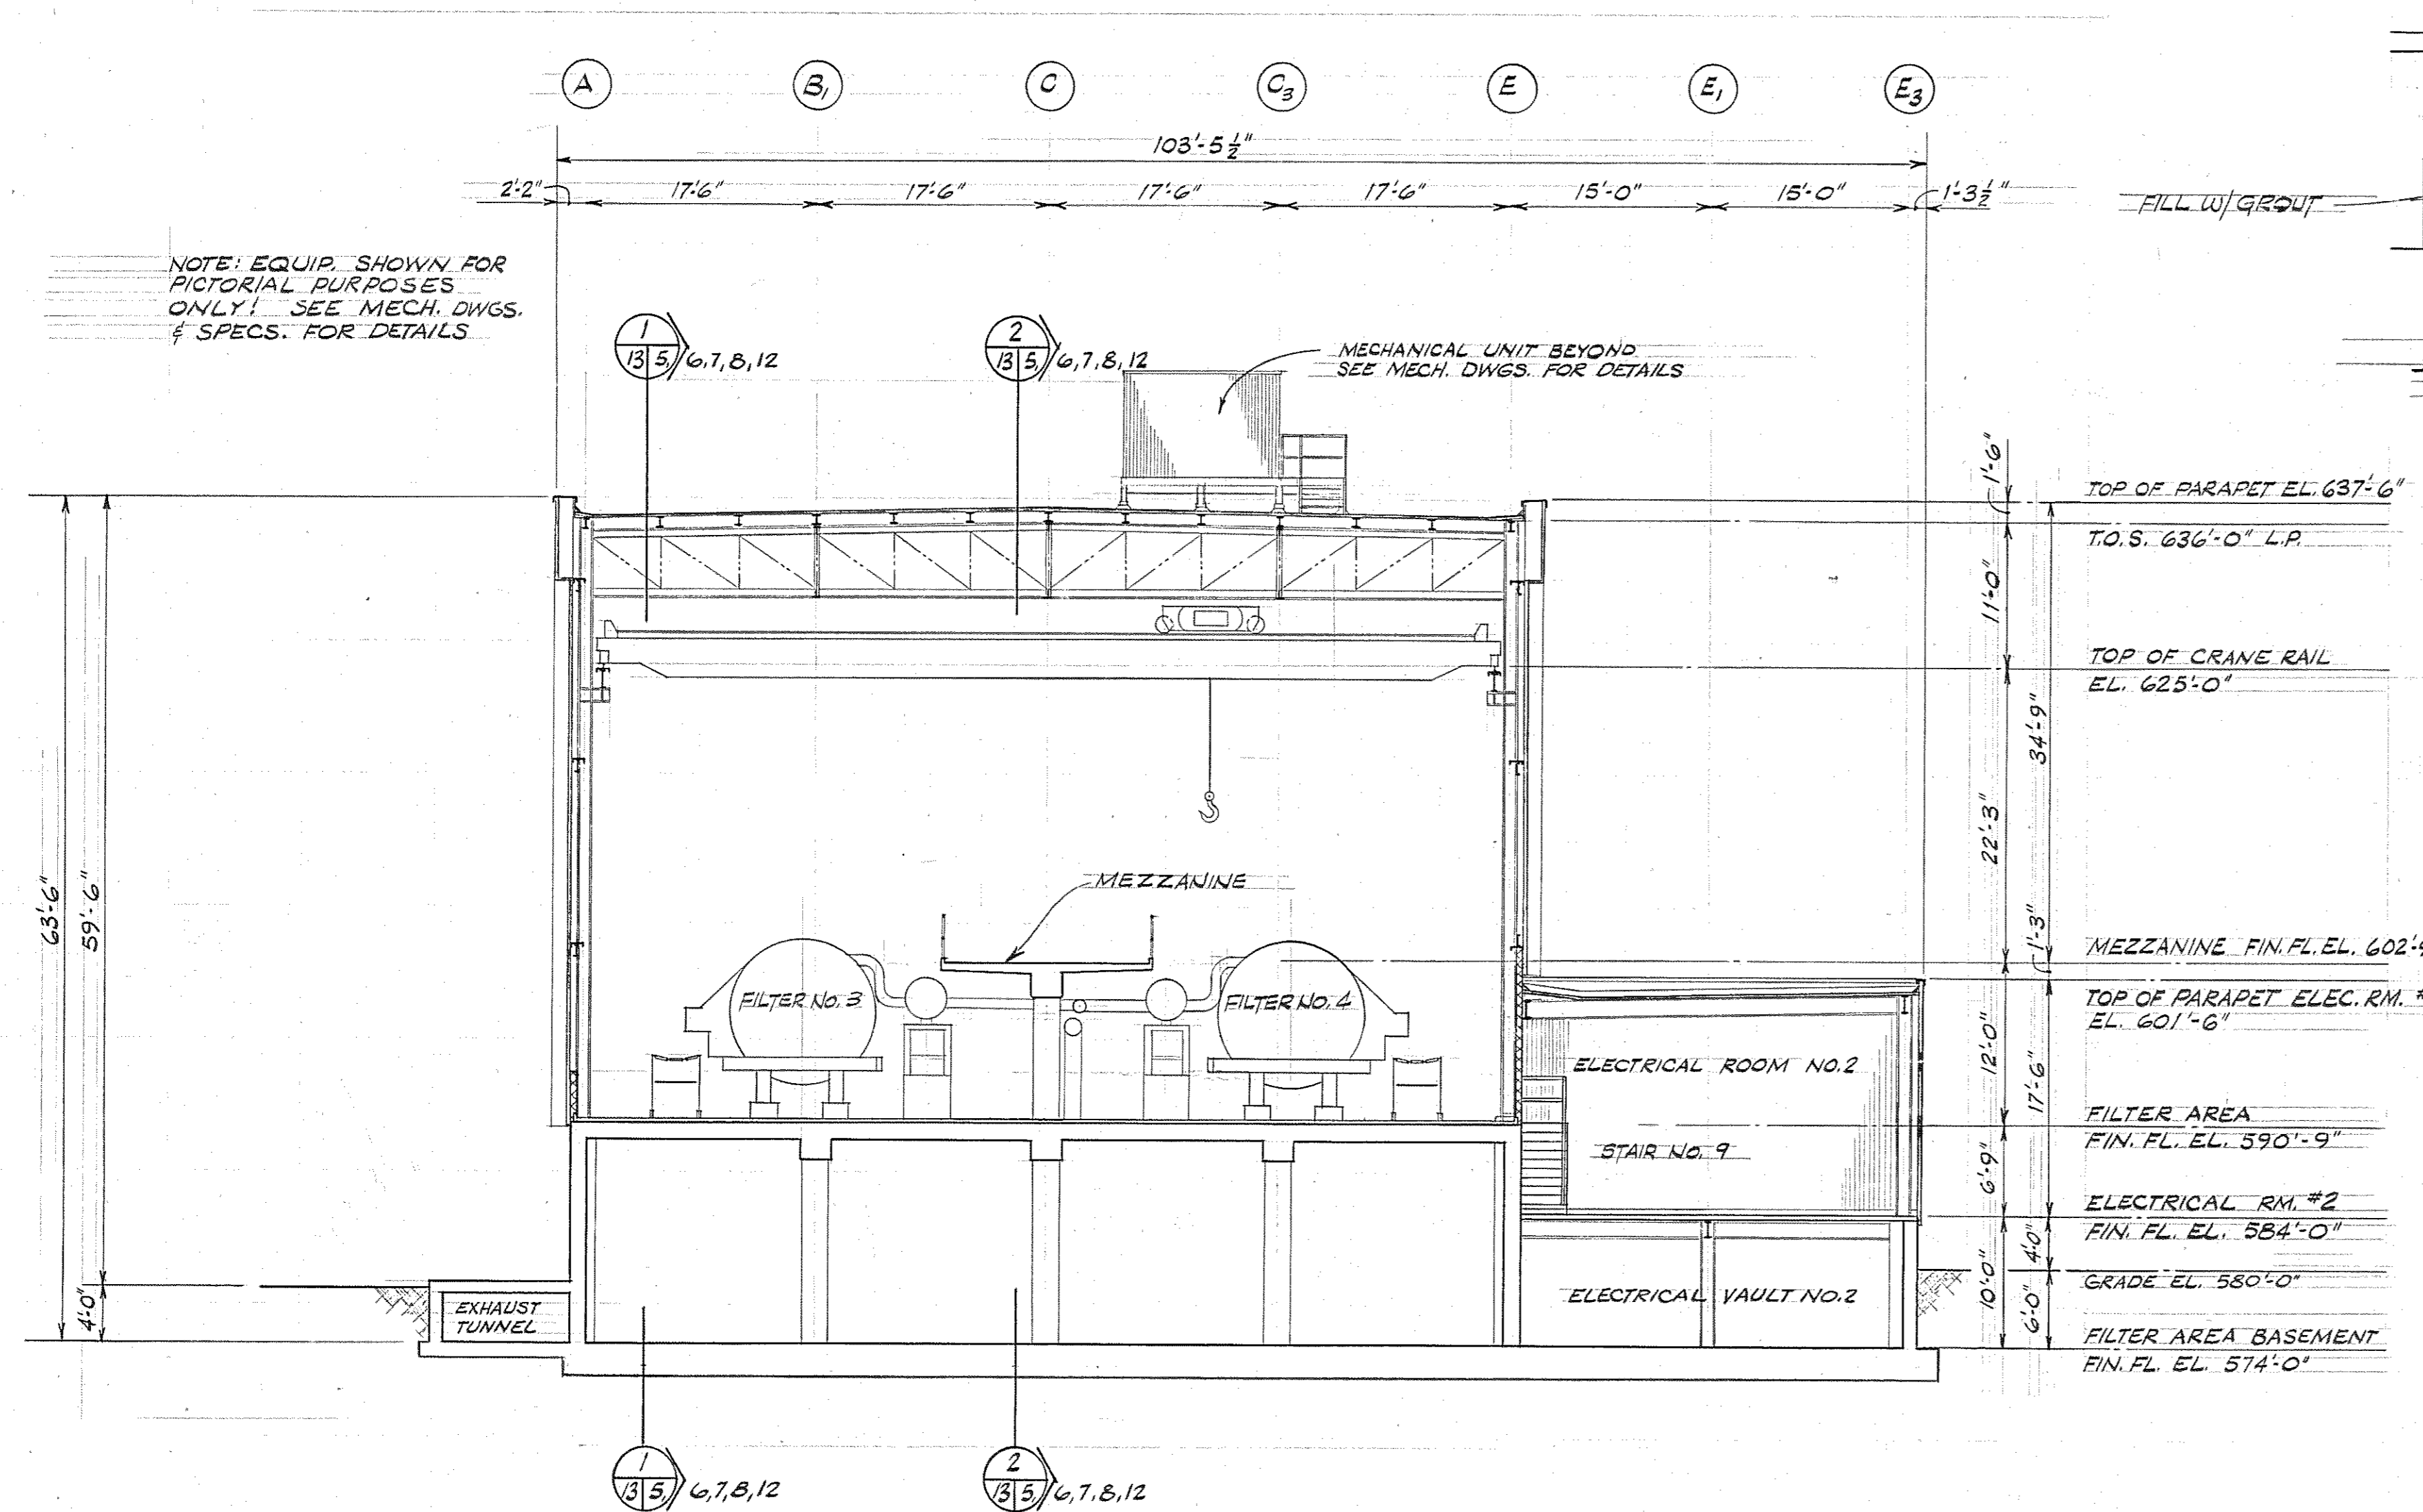 A B₁ C C₃ E E₁ E₃
103'-5½"
2'-2" 17'-6" 17'-6" 17'-6" 17'-6" 15'-0" 15'-0" 1'-3½"
FILL W/ GROUT
NOTE: EQUIP. SHOWN FOR
PICTORIAL PURPOSES
ONLY! SEE MECH. DWGS.
& SPECS. FOR DETAILS
1
13 5, 6,7,8,12
2
13 5, 6,7,8,12
MECHANICAL UNIT BEYOND
SEE MECH. DWGS. FOR DETAILS
1'-6"
TOP OF PARAPET EL. 637'-6"
T.O.S. 636'-0" L.P.
11'-0"
TOP OF CRANE RAIL
EL. 625'-0"
34'-9"
22'-3"
63'-6"
59'-6"
MEZZANINE
1'-3"
MEZZANINE FIN. FL. EL. 602'-
FILTER NO. 3
FILTER NO. 4
TOP OF PARAPET ELEC. RM. #
EL. 601'-6"
ELECTRICAL ROOM NO. 2
12'-0"
17'-6"
FILTER AREA
FIN. FL. EL. 590'-9"
STAIR NO. 9
6'-9"
ELECTRICAL RM. #2
FIN. FL. EL. 584'-0"
4'-0"
10'-0"
GRADE EL. 580'-0"
ELECTRICAL VAULT NO. 2
4'-0"
EXHAUST
TUNNEL
6'-0"
FILTER AREA BASEMENT
FIN. FL. EL. 574'-0"
1
13 5, 6,7,8,12
2
13 5, 6,7,8,12